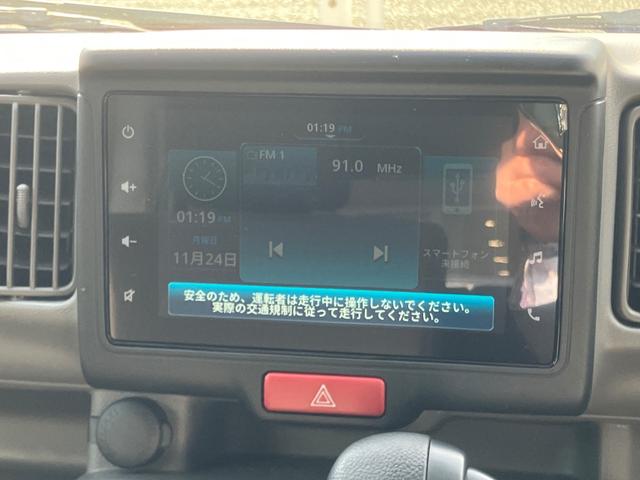 01:19 PM
FM 1
91.0 MHz
01:19 PM
月曜日
11月24日
スマートフォン
未接続
安全のため、運転者は走行中に操作しないでください。
実際の交通規制に従って走行してください。